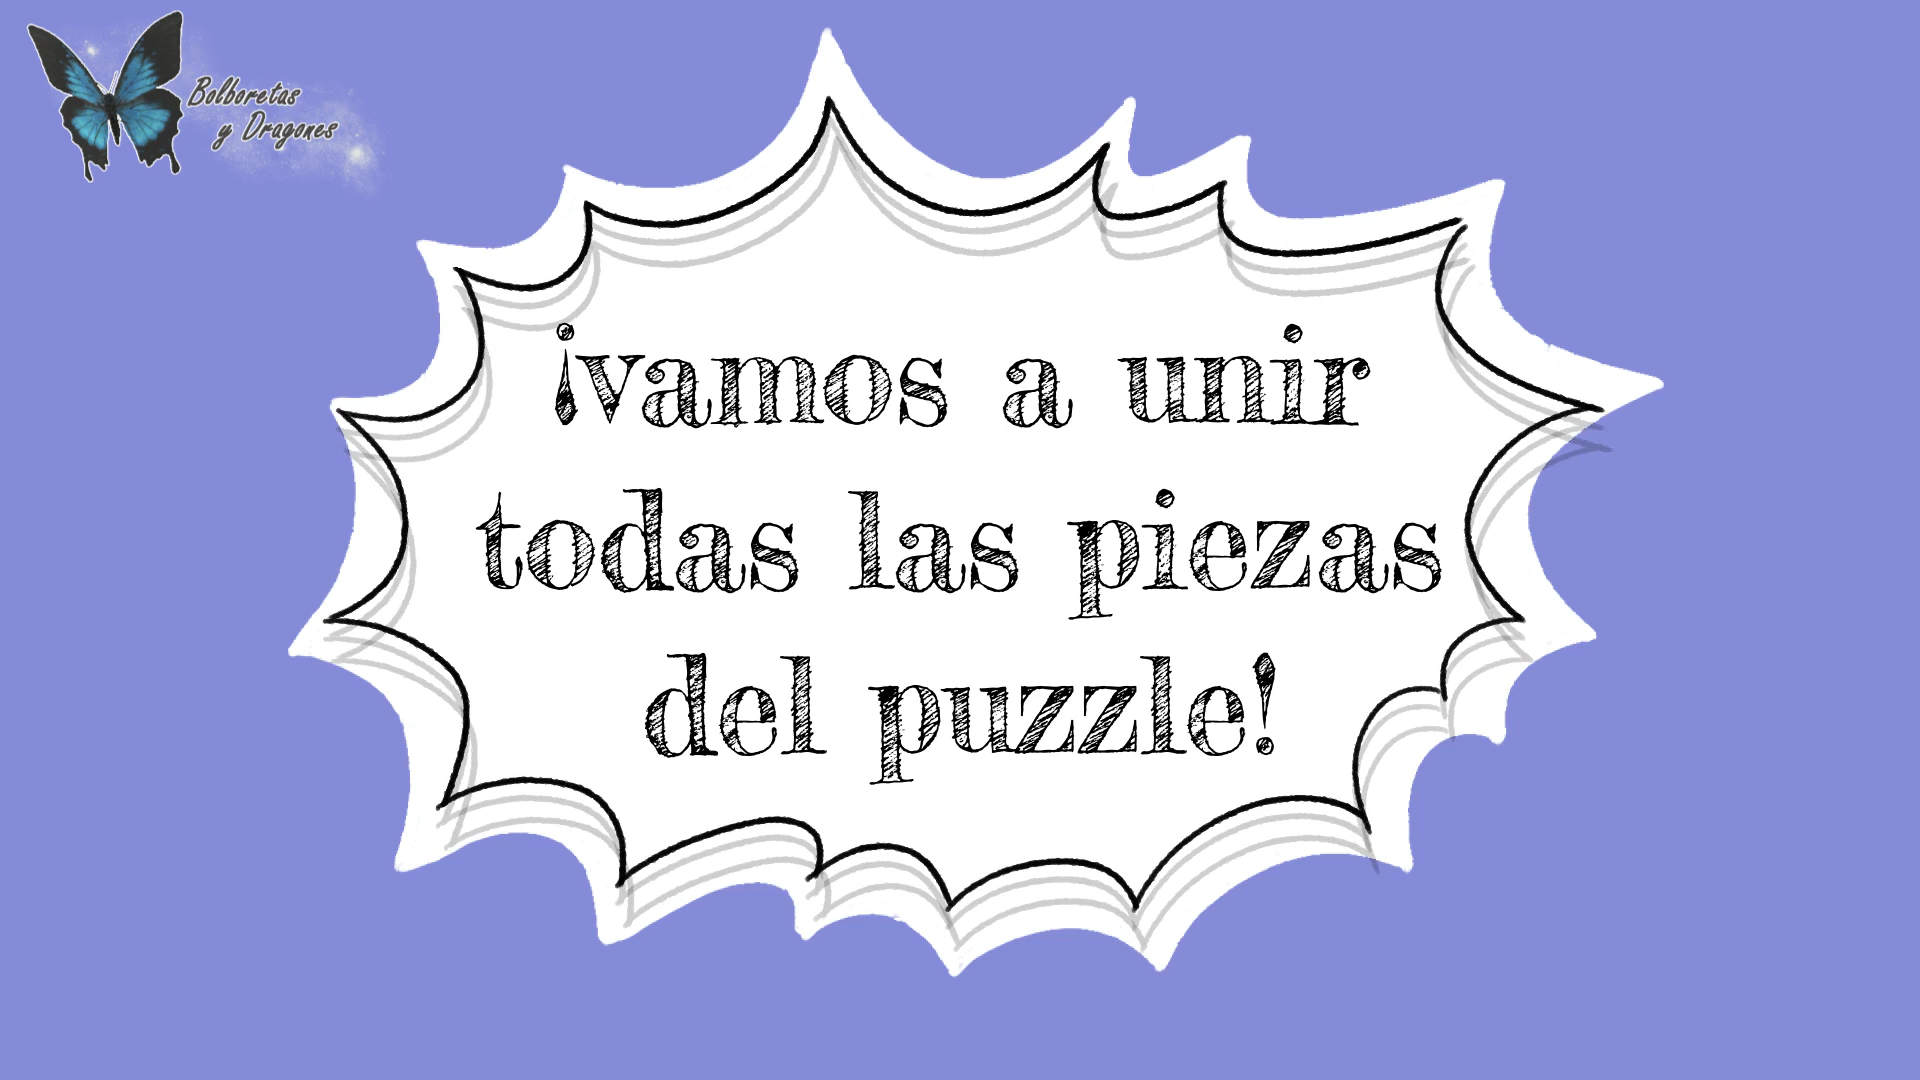 Bolboretas
y Dragones
¡vamos a unir
todas las piezas
del puzzle!